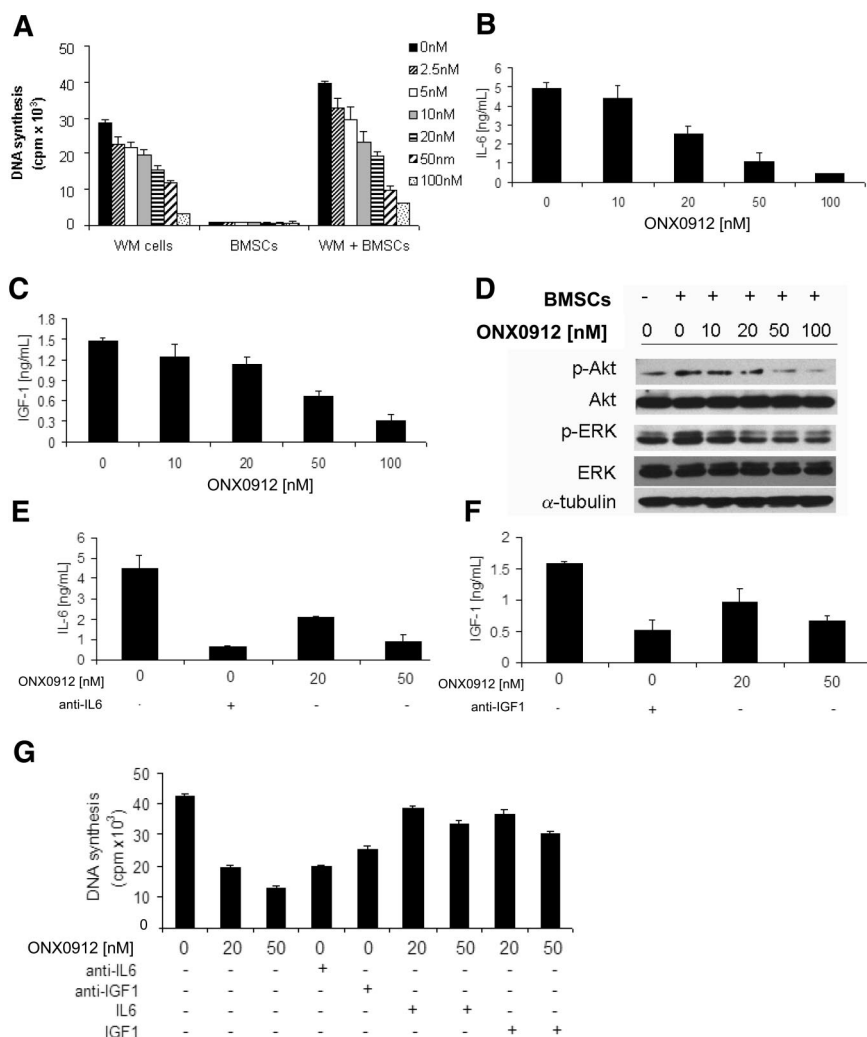 A
DNA synthesis
(cpm x 10³)
50
40
30
20
10
0
WM cells BMSCs WM + BMSCs
0nM
2.5nM
5nM
10nM
20nM
50nm
100nM
B
IL-6 [ng/mL]
6
5
4
3
2
1
0
0 10 20 50 100
ONX0912 [nM]
C
IGF-1 [ng/mL]
1.8
1.5
1.2
0.9
0.6
0.3
0
0 10 20 50 100
ONX0912 [nM]
D
BMSCs - + + + + +
ONX0912 [nM] 0 0 10 20 50 100
p-Akt
Akt
p-ERK
ERK
α-tubulin
E
IL-6 [ng/mL]
6
5
4
3
2
1
0
ONX0912 [nM] 0 0 20 50
anti-IL6 - + - -
F
IGF-1 [ng/mL]
2
1.5
1
0.5
0
ONX0912 [nM] 0 0 20 50
anti-IGF1 - + - -
G
DNA synthesis
(cpm x10³)
50
40
30
20
10
0
ONX0912 [nM] 0 20 50 0 0 20 50 20 50
anti-IL6 - - - + - - - - -
anti-IGF1 - - - - + - - - -
IL6 - - - - - + + - -
IGF1 - - - - - - - + +